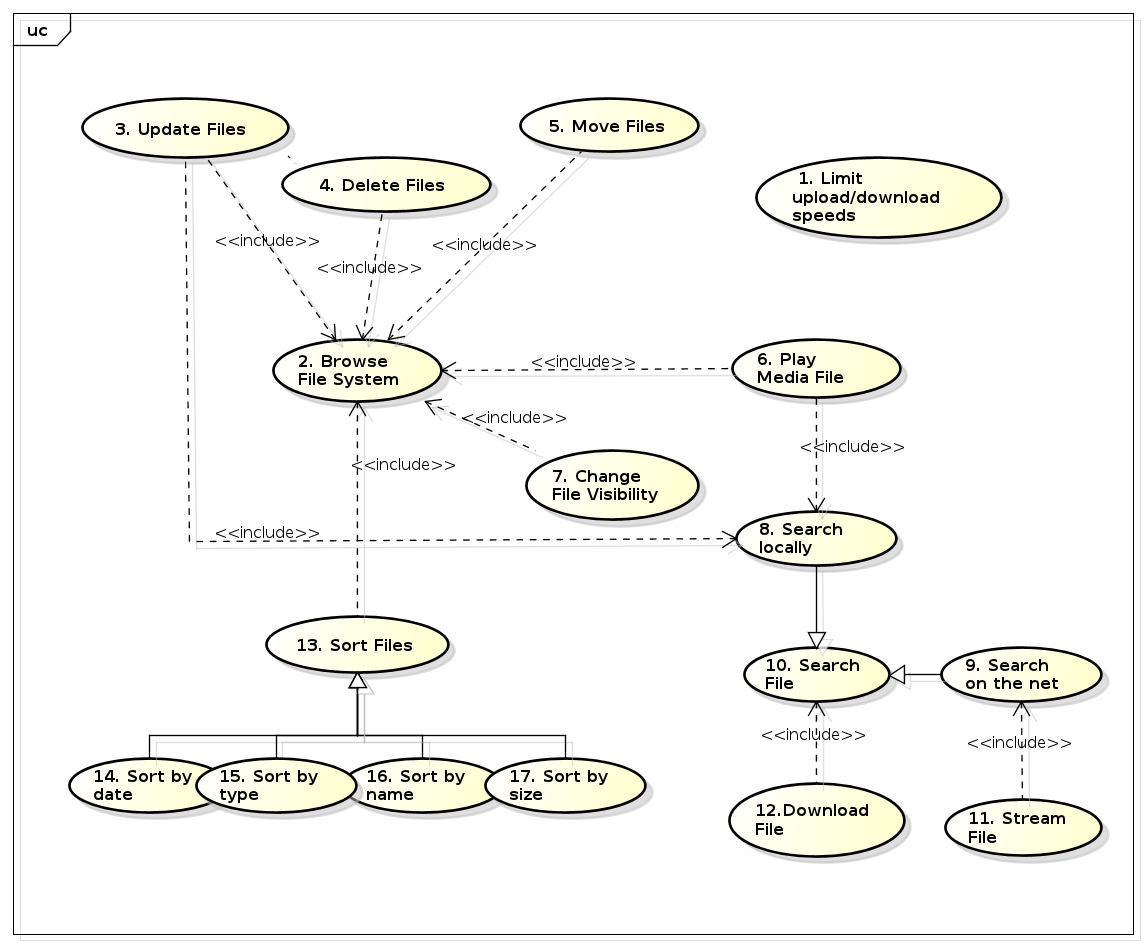 uc
3. Update Files
5. Move Files
4. Delete Files
1. Limit
upload/download
speeds
<<include>>
<<include>>
<<include>>
2. Browse
File System
<<include>>
6. Play
Media File
<<include>>
<<include>>
<<include>>
7. Change
File Visibility
<<include>>
8. Search
locally
13. Sort Files
10. Search
File
9. Search
on the net
<<include>>
<<include>>
14. Sort by
date
15. Sort by
type
16. Sort by
name
17. Sort by
size
12.Download
File
11. Stream
File